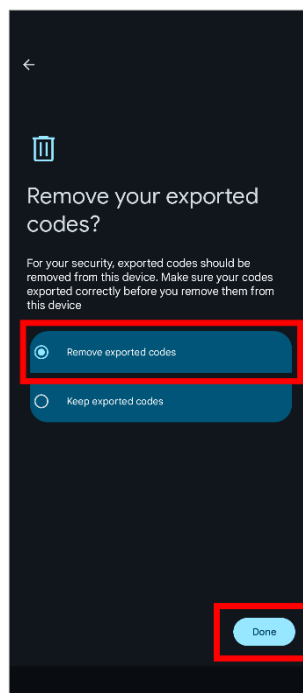 Remove your exported
codes?
For your security, exported codes should be
removed from this device. Make sure your codes
exported correctly before you remove them from
this device
Remove exported codes
Keep exported codes
Done